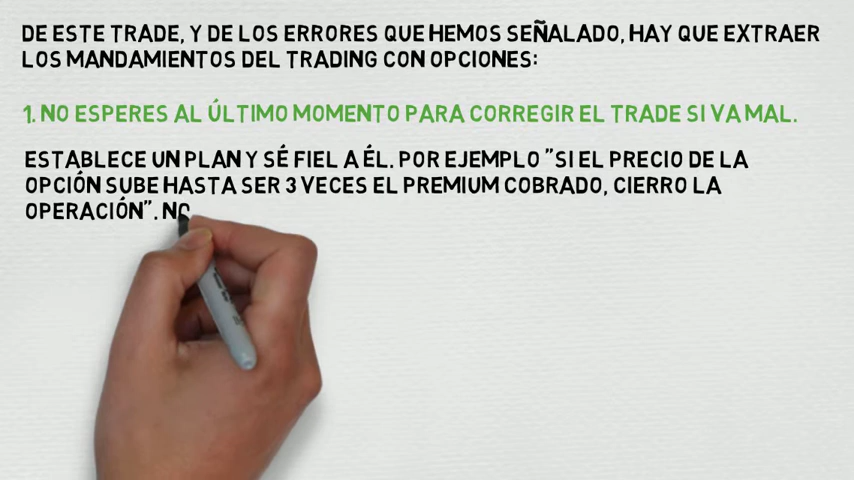 DE ESTE TRADE, Y DE LOS ERRORES QUE HEMOS SEÑALADO, HAY QUE EXTRAER
LOS MANDAMIENTOS DEL TRADING CON OPCIONES:
1. NO ESPERES AL ÚLTIMO MOMENTO PARA CORREGIR EL TRADE SI VA MAL.
ESTABLECE UN PLAN Y SÉ FIEL A ÉL. POR EJEMPLO "SI EL PRECIO DE LA
OPCIÓN SUBE HASTA SER 3 VECES EL PREMIUM COBRADO, CIERRO LA
OPERACIÓN". NO